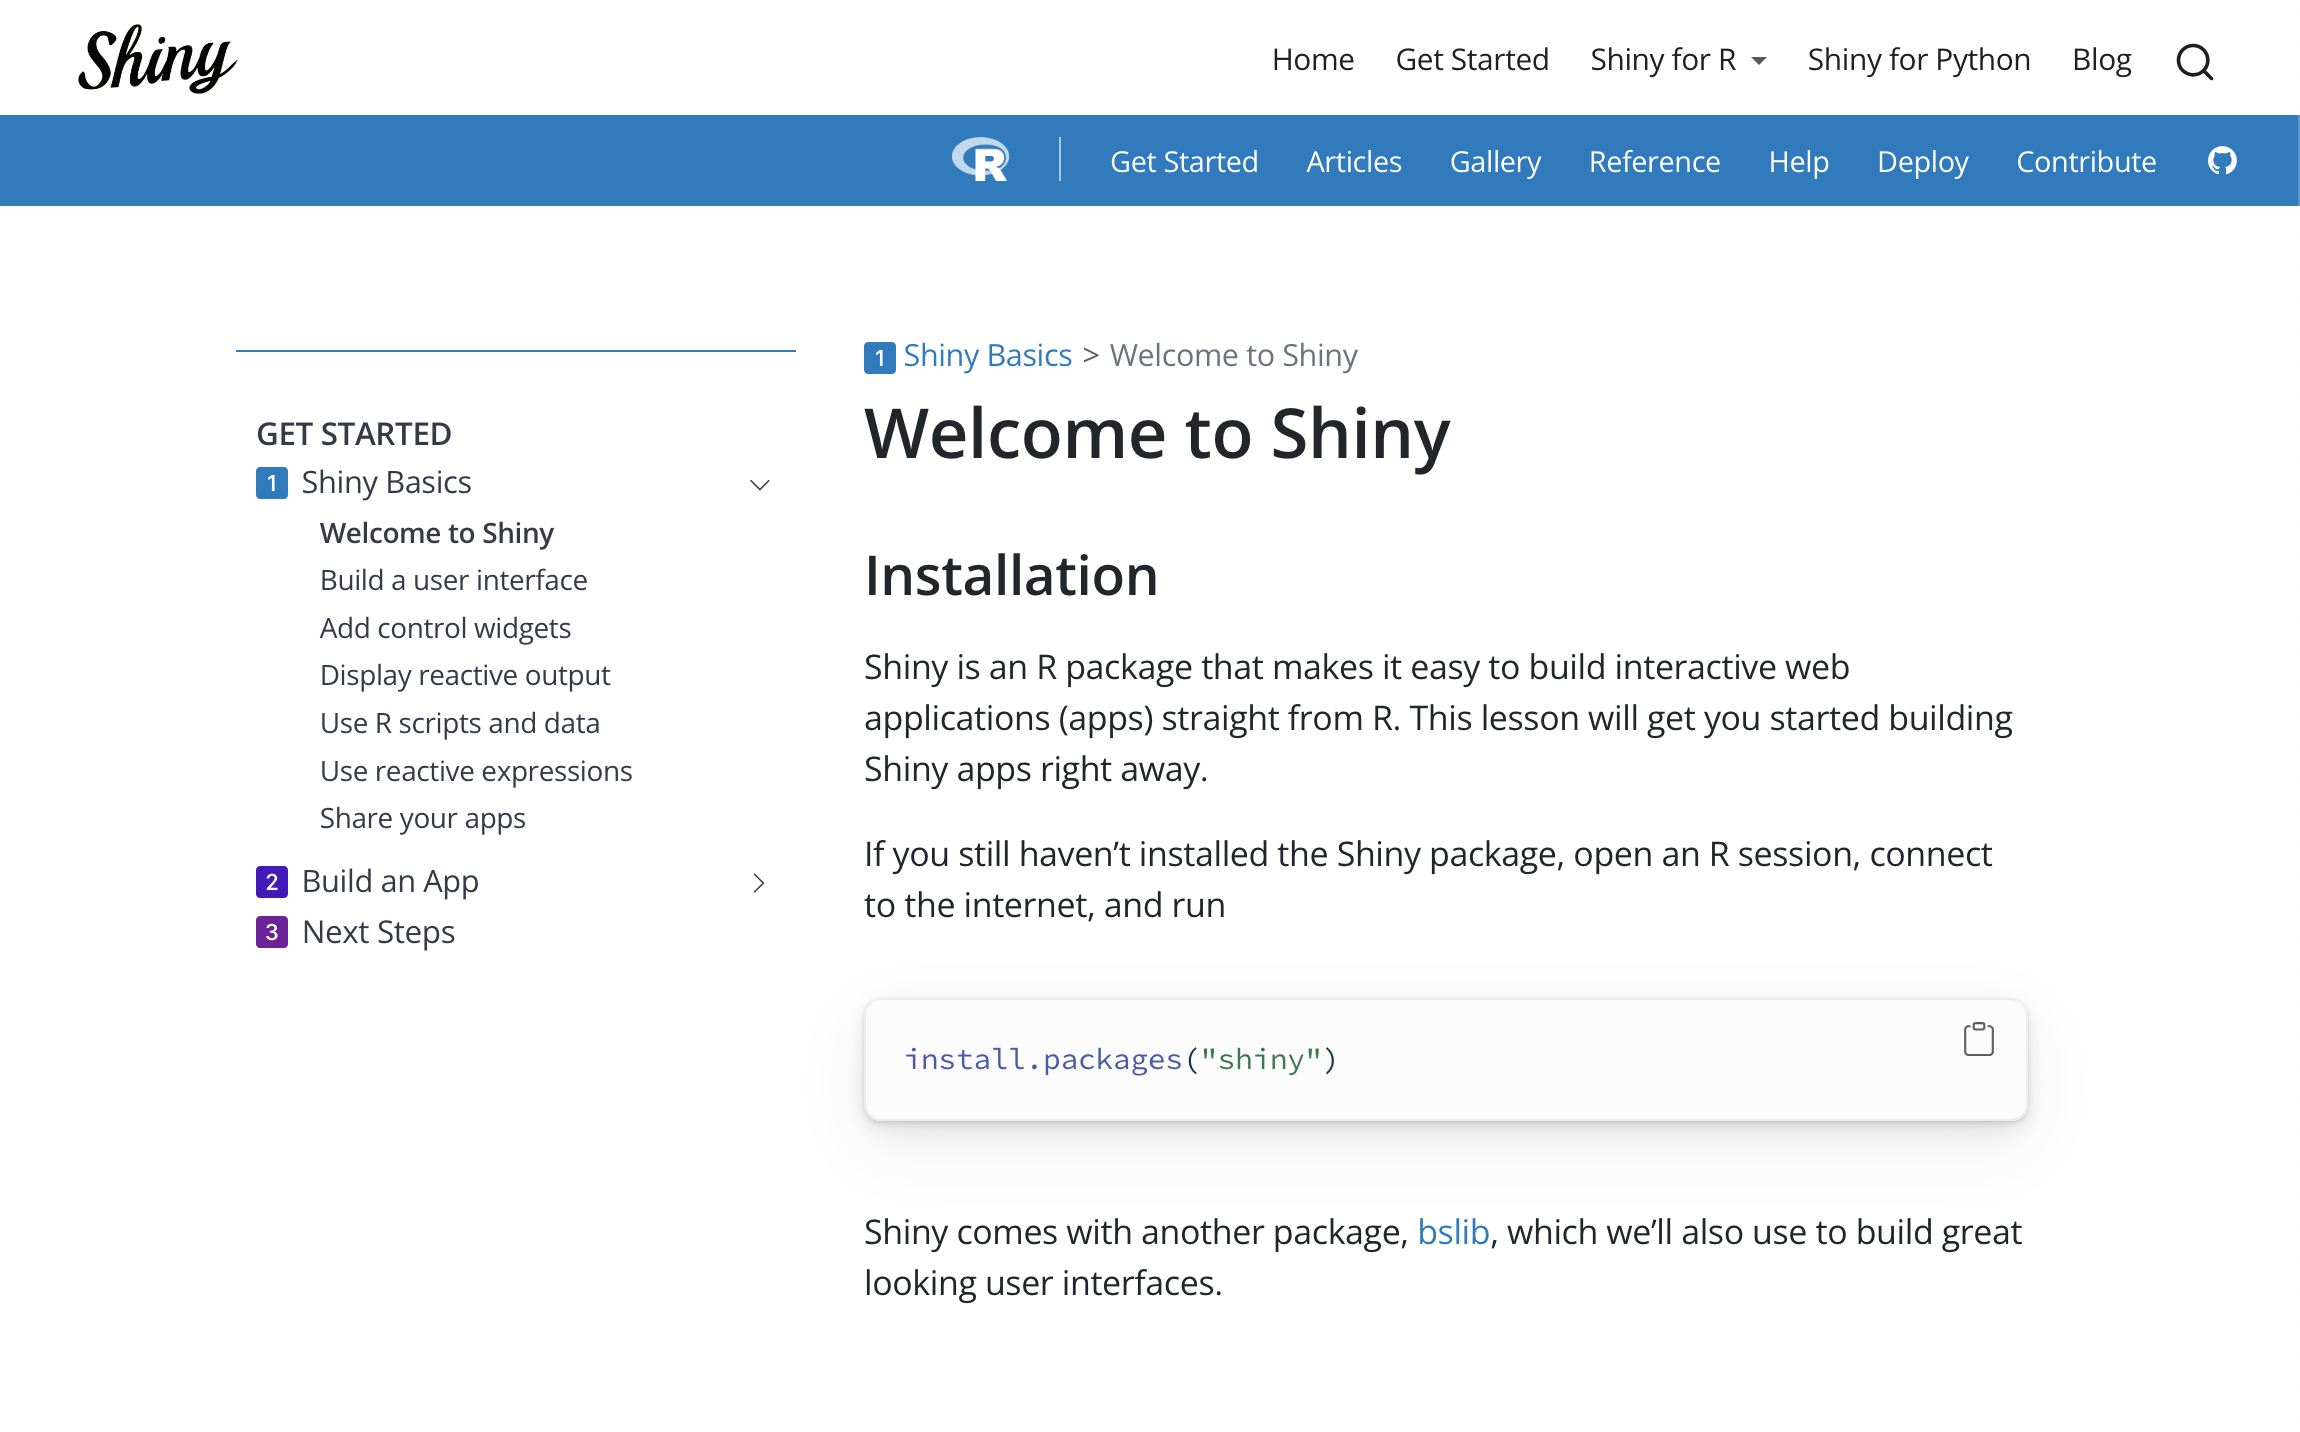 Shiny
Home Get Started Shiny for R Shiny for Python Blog
R Get Started Articles Gallery Reference Help Deploy Contribute
GET STARTED
1 Shiny Basics
Welcome to Shiny
Build a user interface
Add control widgets
Display reactive output
Use R scripts and data
Use reactive expressions
Share your apps
2 Build an App
3 Next Steps
1 Shiny Basics > Welcome to Shiny
Welcome to Shiny
Installation
Shiny is an R package that makes it easy to build interactive web
applications (apps) straight from R. This lesson will get you started building
Shiny apps right away.
If you still haven’t installed the Shiny package, open an R session, connect
to the internet, and run
install.packages("shiny")
Shiny comes with another package, bslib, which we’ll also use to build great
looking user interfaces.